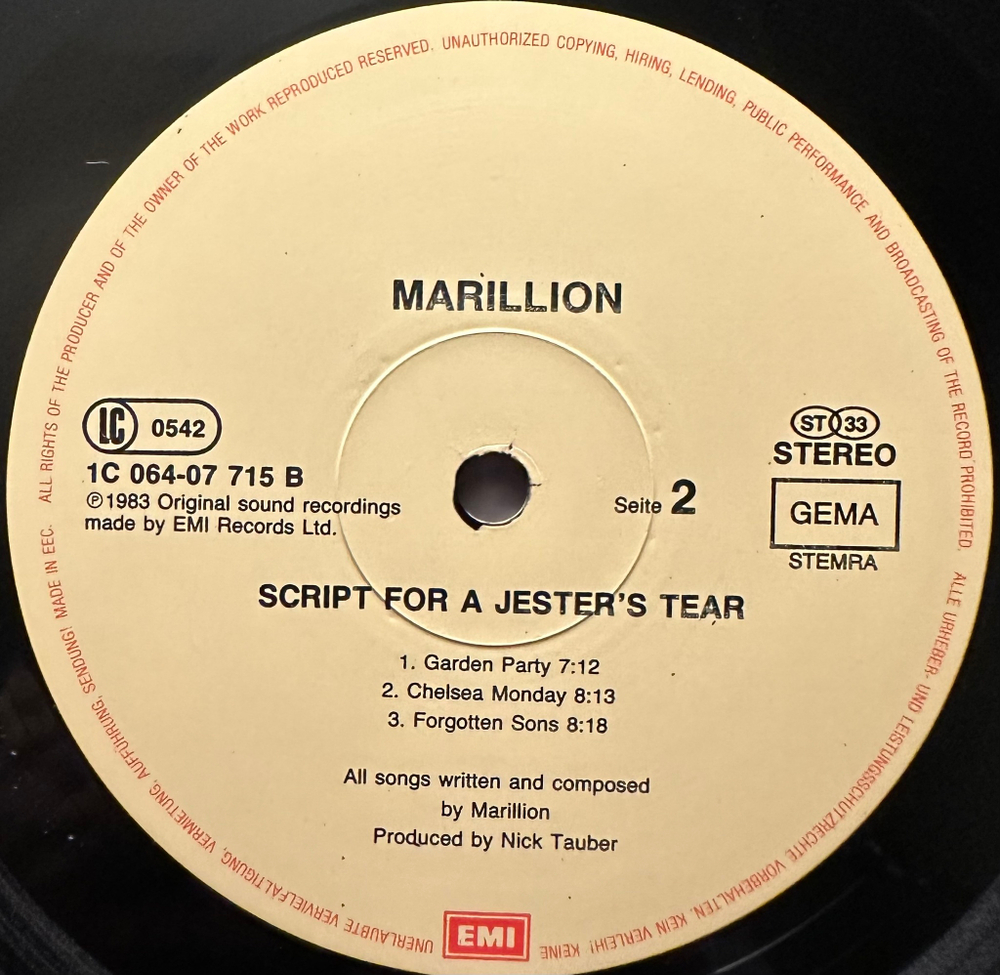 ALL RIGHTS OF THE PRODUCER AND OF THE OWNER OF THE WORK REPRODUCED RESERVED. UNAUTHORIZED COPYING, HIRING, LENDING, PUBLIC PERFORMANCE AND BROADCASTING OF THE RECORD PROHIBITED.
MARILLION
LC 0542
1C 064-07 715 B
℗1983 Original sound recordings
made by EMI Records Ltd.
Seite 2
ST 33
STEREO
GEMA
STEMRA
SCRIPT FOR A JESTER'S TEAR
1. Garden Party 7:12
2. Chelsea Monday 8:13
3. Forgotten Sons 8:18
All songs written and composed
by Marillion
Produced by Nick Tauber
ALLE URHEBER- UND LEISTUNGSSCHUTZRECHTE VORBEHALTEN. KEIN VERLEIH! KEINE
EMI
UNERLAUBTE VERVIELFÄLTIGUNG, VERMIETUNG, AUFFÜHRUNG, SENDUNG! MADE IN EEC.